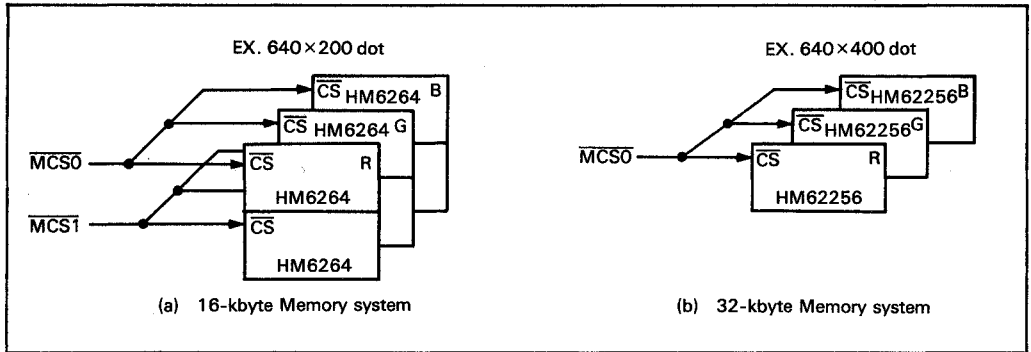 EX. 640×200 dot
CS HM6264 B
CS HM6264 G
MCS0
CS R
HM6264
MCS1
CS
HM6264
(a) 16-kbyte Memory system
EX. 640×400 dot
CS HM62256 B
CS HM62256 G
MCS0
CS R
HM62256
(b) 32-kbyte Memory system